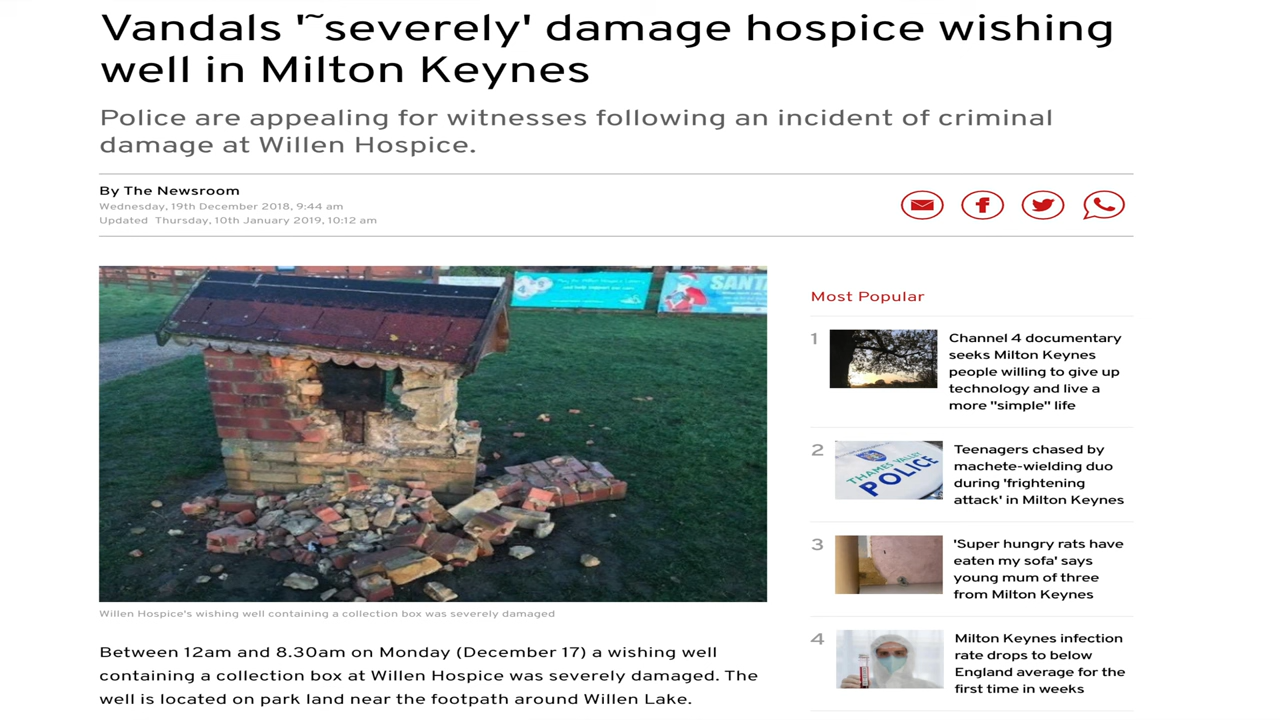 Vandals '~severely' damage hospice wishing
well in Milton Keynes
Police are appealing for witnesses following an incident of criminal
damage at Willen Hospice.
By The Newsroom
Wednesday, 19th December 2018, 9:44 am
Updated Thursday, 10th January 2019, 10:12 am
SANTA
Willen Hospice's wishing well containing a collection box was severely damaged
Between 12am and 8.30am on Monday (December 17) a wishing well
containing a collection box at Willen Hospice was severely damaged. The
well is located on park land near the footpath around Willen Lake.
Most Popular
1
Channel 4 documentary
seeks Milton Keynes
people willing to give up
technology and live a
more "simple" life
2
THAMES VALLEY
POLICE
Teenagers chased by
machete-wielding duo
during 'frightening
attack' in Milton Keynes
3
'Super hungry rats have
eaten my sofa' says
young mum of three
from Milton Keynes
4
Milton Keynes infection
rate drops to below
England average for the
first time in weeks